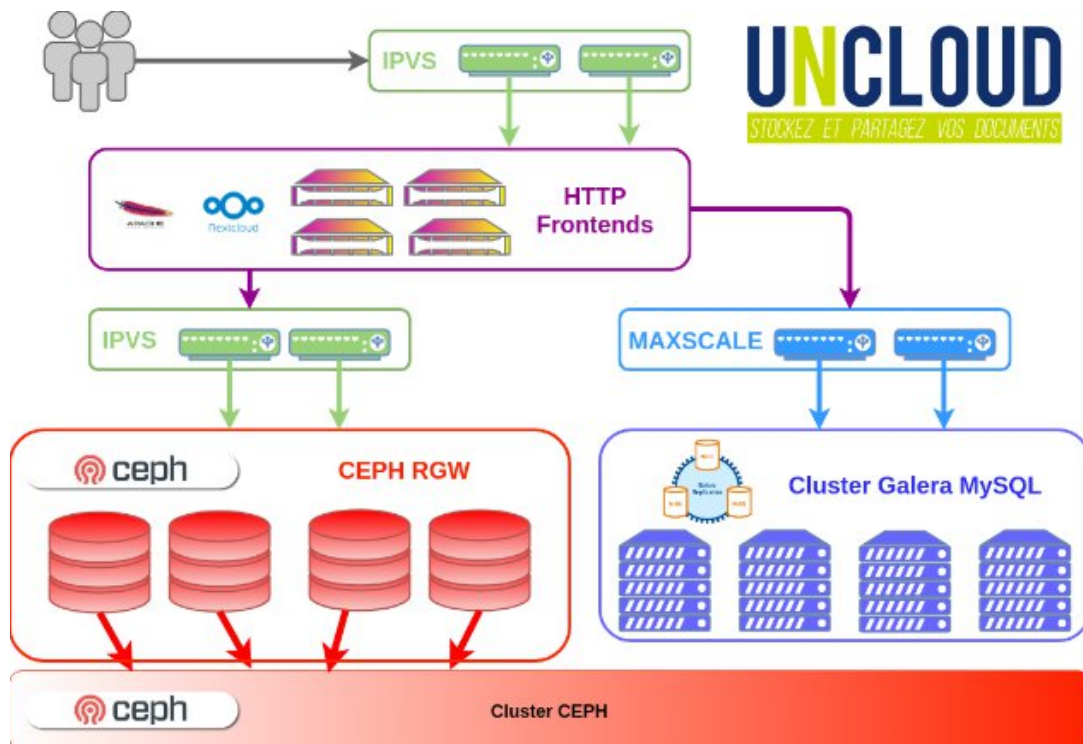 IPVS
UNCLOUD
STOCKEZ ET PARTAGEZ VOS DOCUMENTS
APACHE
Nextcloud
HTTP
Frontends
IPVS
MAXSCALE
ceph
CEPH RGW
Cluster Galera MySQL
ceph
Cluster CEPH